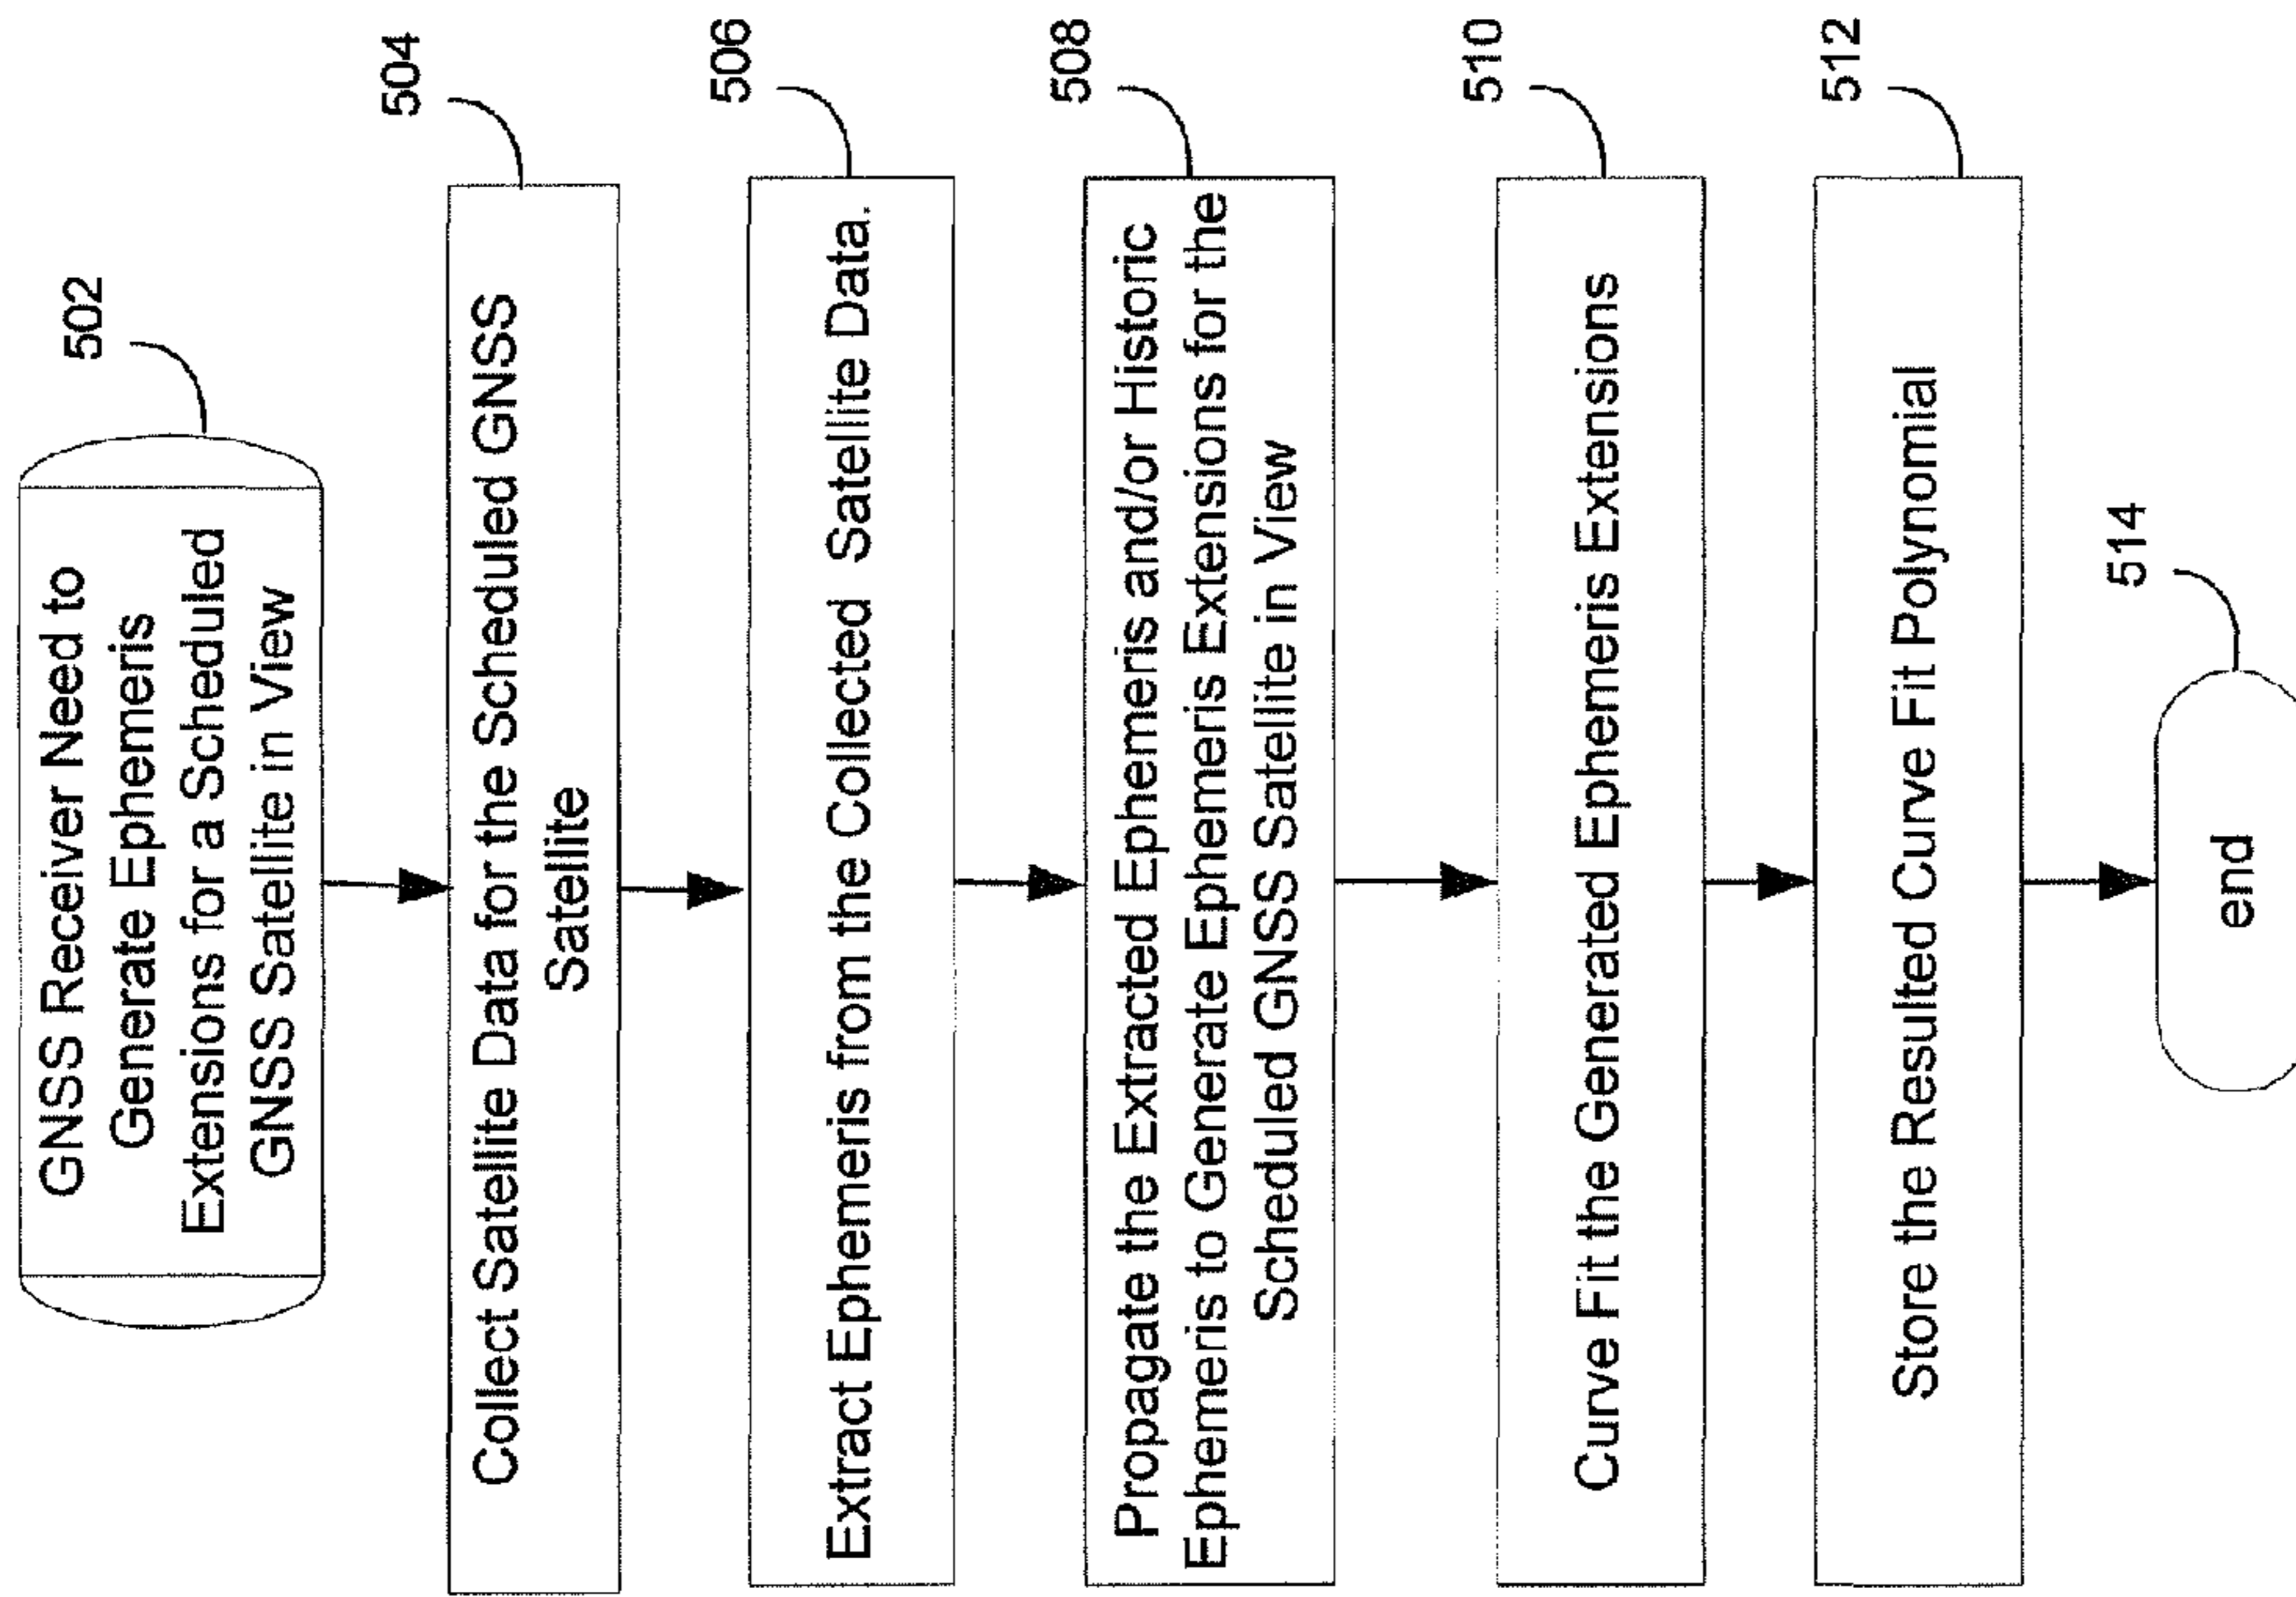 502
GNSS Receiver Need to
Generate Ephemeris
Extensions for a Scheduled
GNSS Satellite in View
504
Collect Satellite Data for the Scheduled GNSS
Satellite
506
Extract Ephemeris from the Collected Satellite Data.
508
Propagate the Extracted Ephemeris and/or Historic
Ephemeris to Generate Ephemeris Extensions for the
Scheduled GNSS Satellite in View
510
Curve Fit the Generated Ephemeris Extensions
512
Store the Resulted Curve Fit Polynomial
514
end